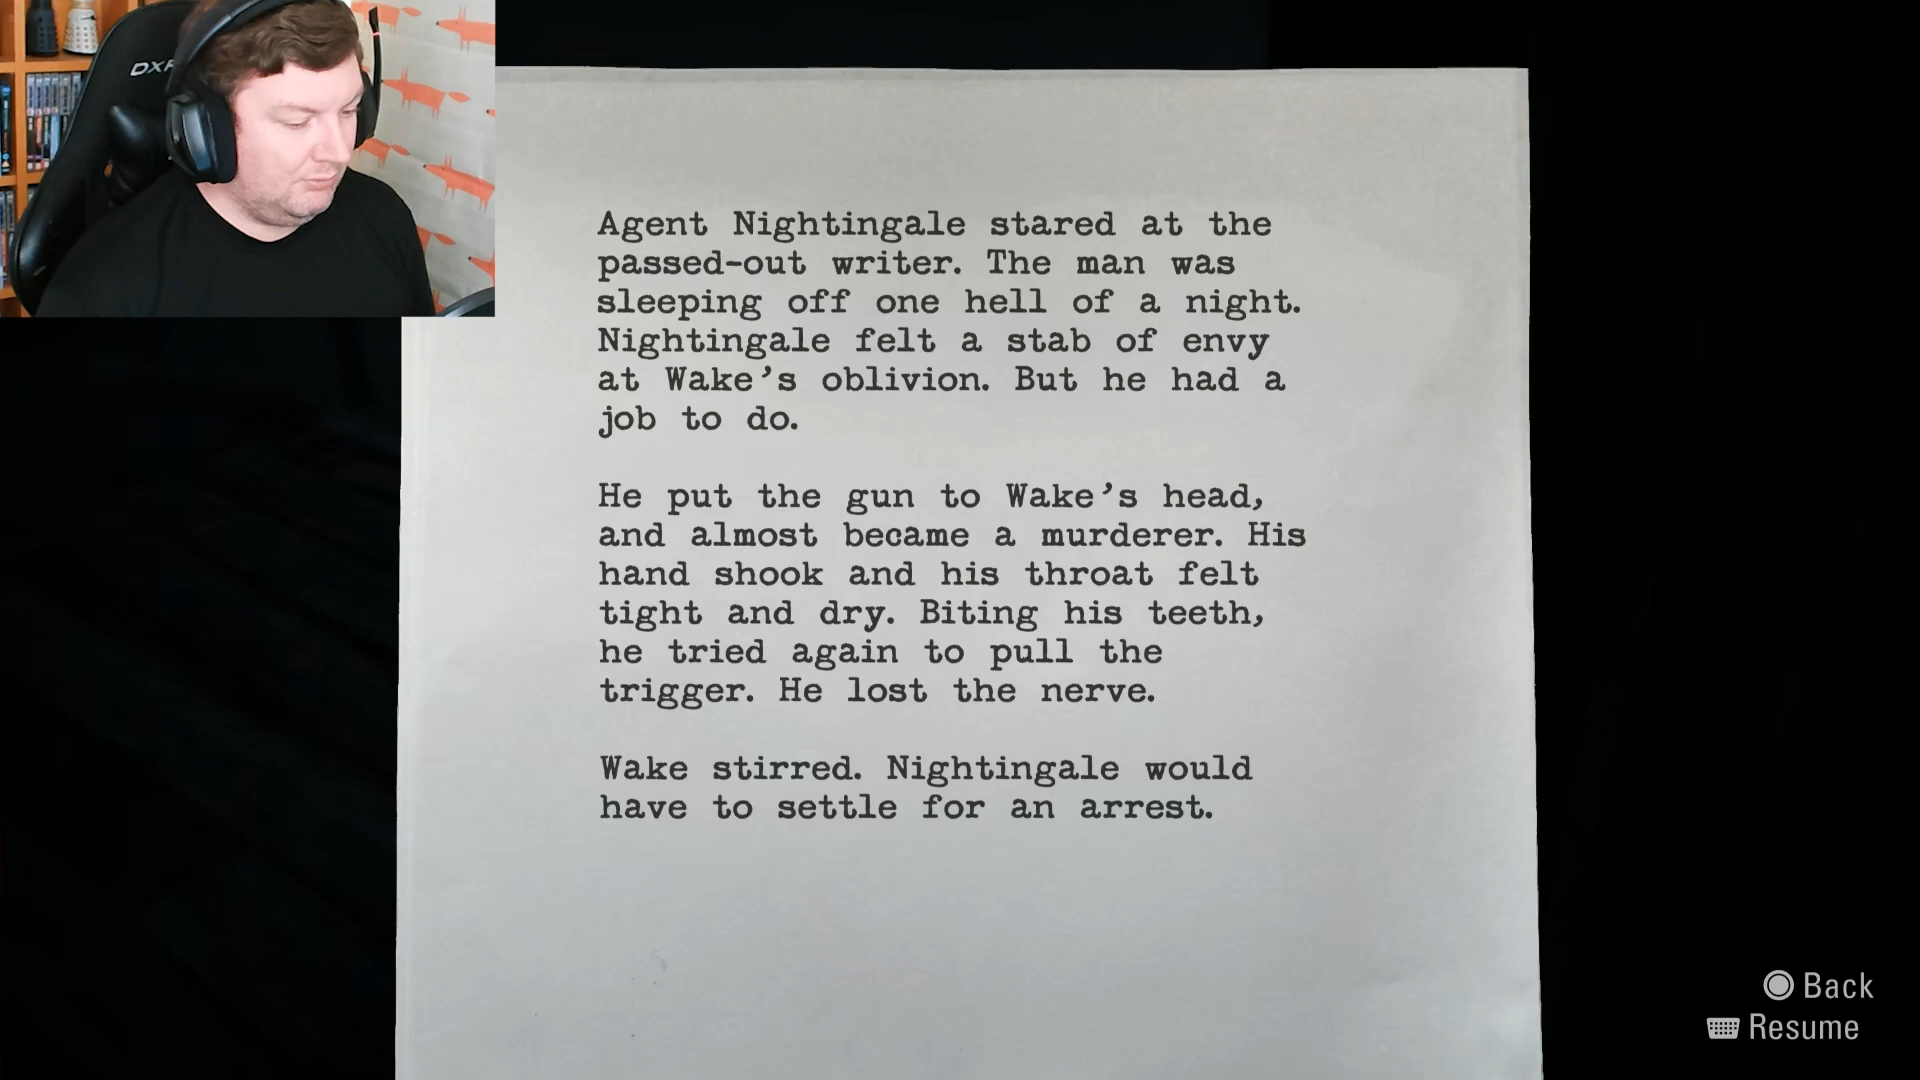 DXR
Agent Nightingale stared at the
passed-out writer. The man was
sleeping off one hell of a night.
Nightingale felt a stab of envy
at Wake’s oblivion. But he had a
job to do.
He put the gun to Wake’s head,
and almost became a murderer. His
hand shook and his throat felt
tight and dry. Biting his teeth,
he tried again to pull the
trigger. He lost the nerve.
Wake stirred. Nightingale would
have to settle for an arrest.
Back
Resume